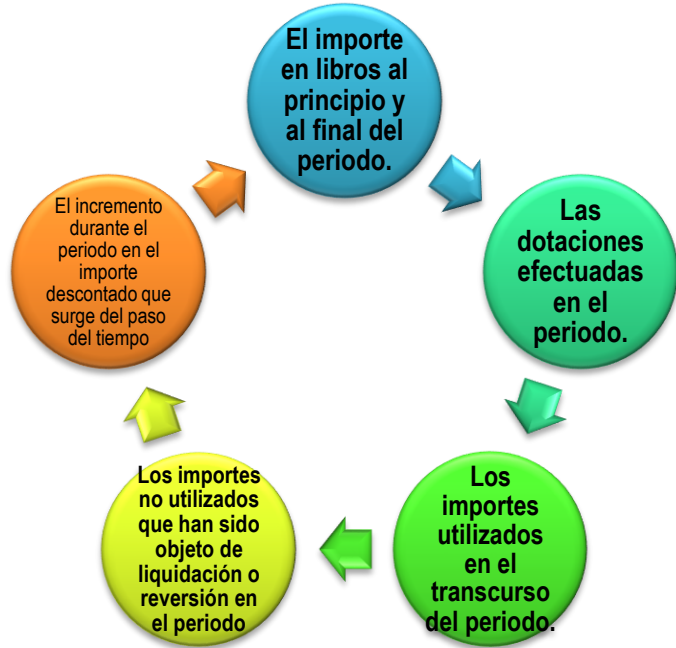 El importe
en libros al
principio y
al final del
periodo.
Las
dotaciones
efectuadas
en el
periodo.
Los
importes
utilizados
en el
transcurso
del periodo.
Los importes
no utilizados
que han sido
objeto de
liquidación o
reversión en
el periodo
El incremento
durante el
periodo en el
importe
descontado que
surge del paso
del tiempo